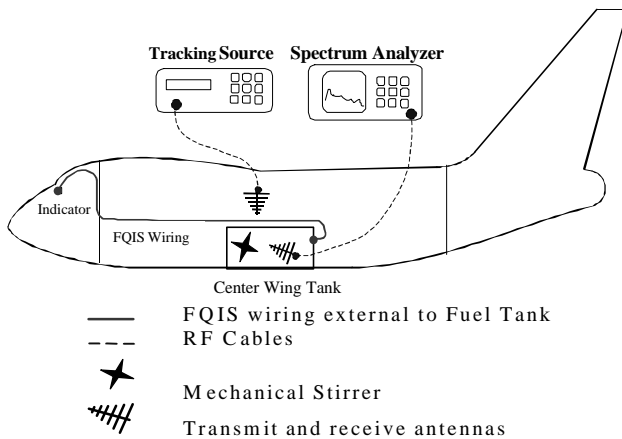 Tracking Source
Spectrum Analyzer
Indicator
FQIS Wiring
Center Wing Tank
FQIS wiring external to Fuel Tank
RF Cables
Mechanical Stirrer
Transmit and receive antennas